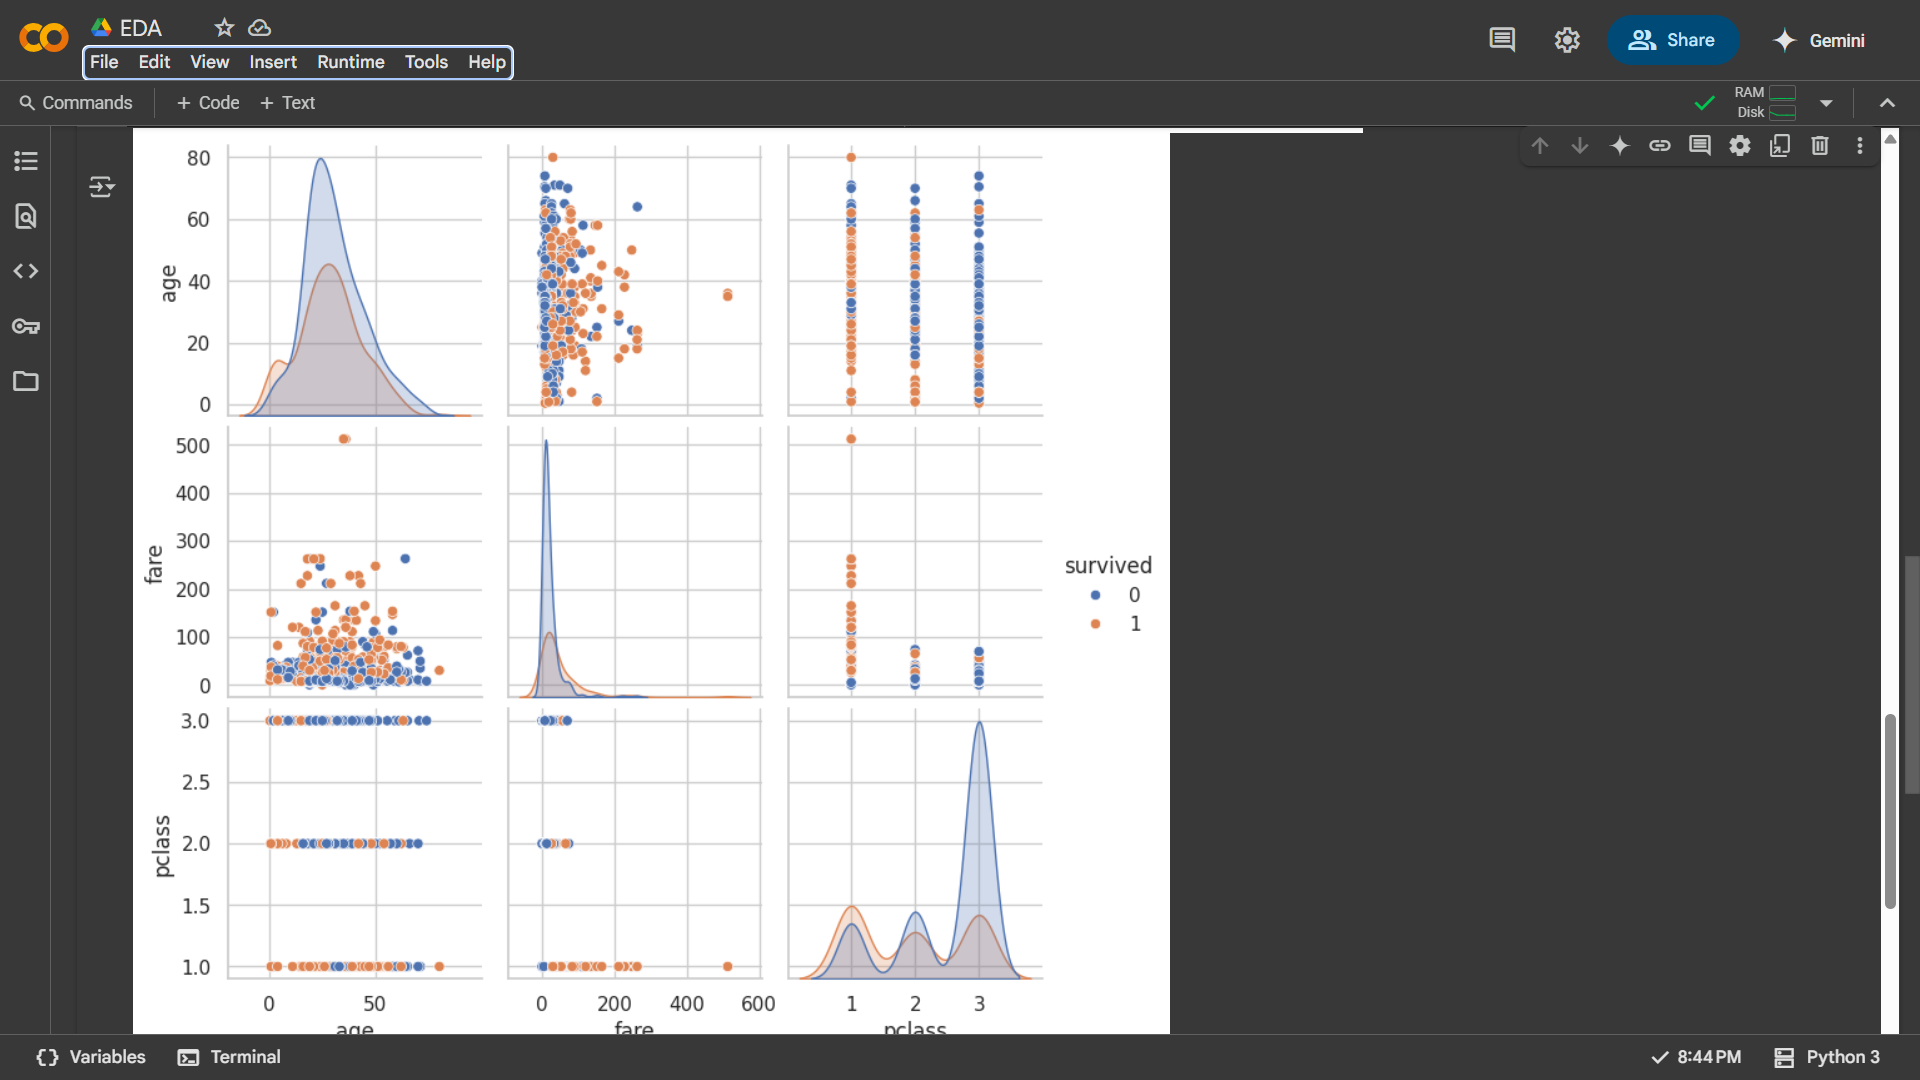 EDA
File Edit View Insert Runtime Tools Help
Share
Gemini
Commands + Code + Text
RAM
Disk
80
60
40
20
0
age
500
400
300
200
100
0
fare
survived
0
1
3.0
2.5
2.0
1.5
1.0
pclass
0 50
0 200 400 600
1 2 3
age fare pclass
Variables Terminal
8:44 PM Python 3